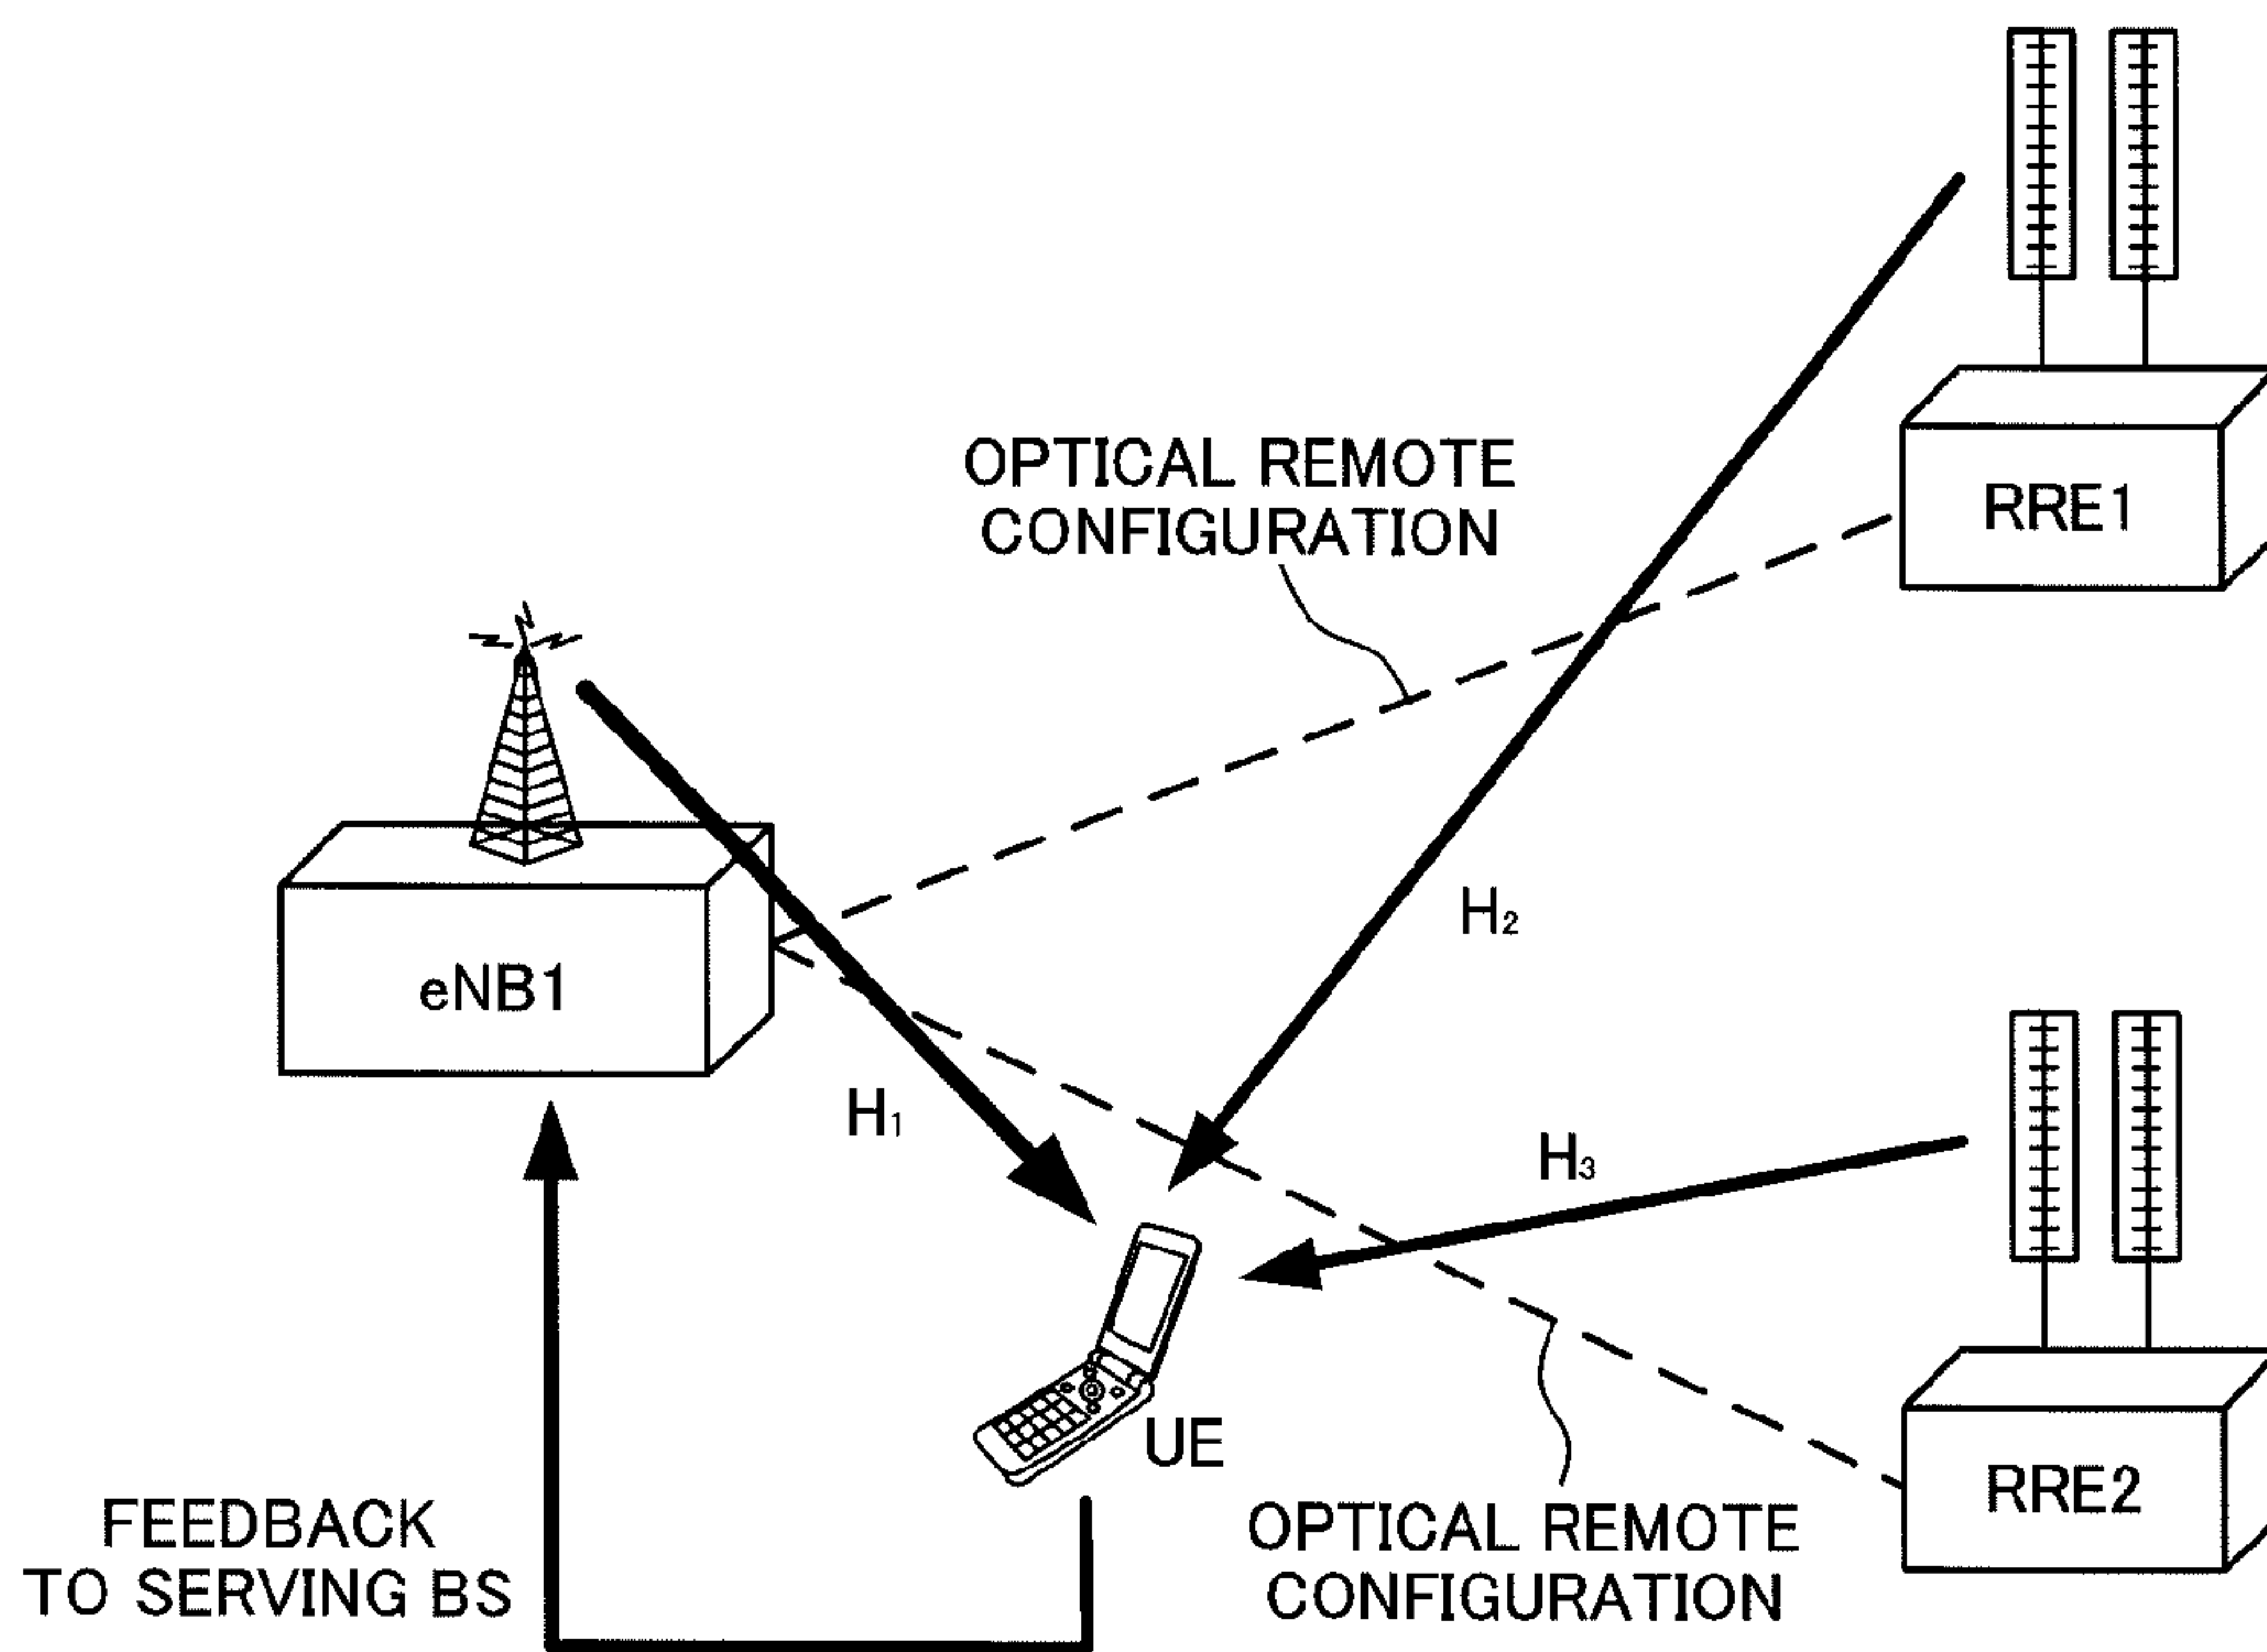 OPTICAL REMOTE
CONFIGURATION
RRE1
eNB1
H₂
H₁
H₃
UE
RRE2
FEEDBACK
TO SERVING BS
OPTICAL REMOTE
CONFIGURATION